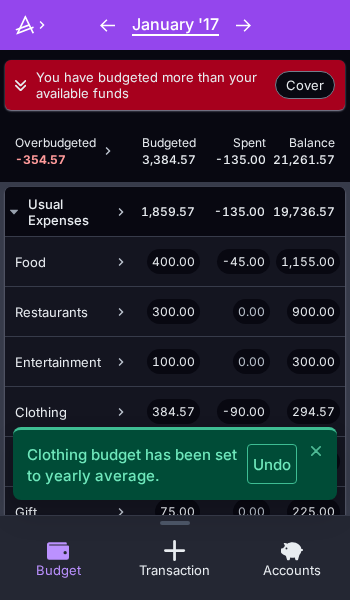 January '17
You have budgeted more than your
available funds
Cover
Overbudgeted Budgeted Spent Balance
-354.57 3,384.57 -135.00 21,261.57
Usual
Expenses 1,859.57 -135.00 19,736.57
Food 400.00 -45.00 1,155.00
Restaurants 300.00 0.00 900.00
Entertainment 100.00 0.00 300.00
Clothing 384.57 -90.00 294.57
Clothing budget has been set
to yearly average.
Undo
Gift 75.00 0.00 225.00
Budget Transaction Accounts